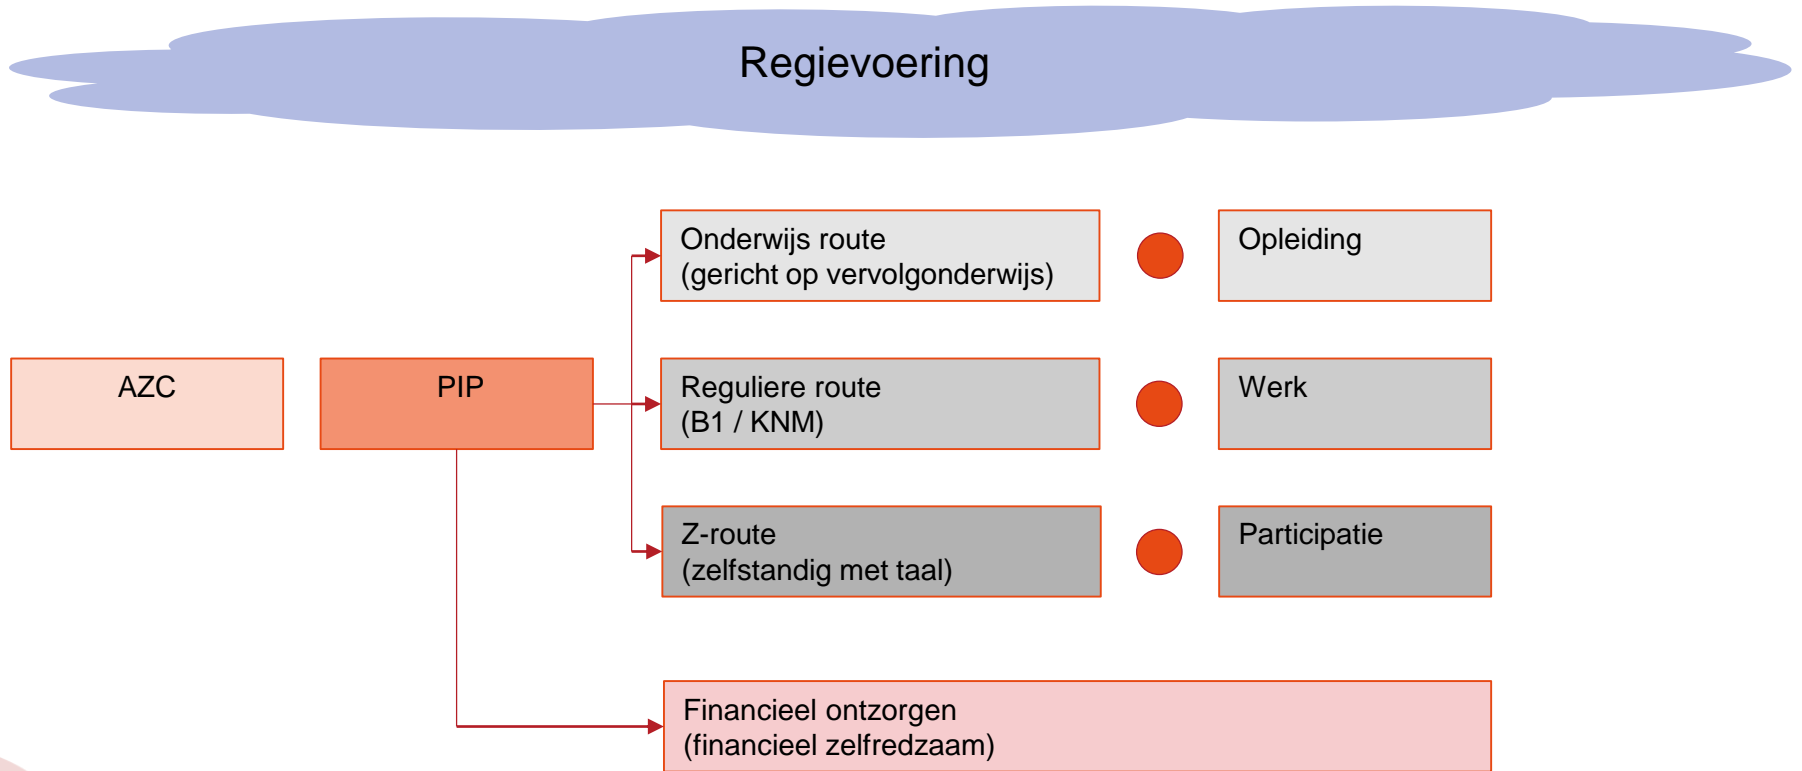 Regievoering
Onderwijs route
(gericht op vervolgonderwijs)
Opleiding
AZC
PIP
Reguliere route
(B1 / KNM)
Werk
Z-route
(zelfstandig met taal)
Participatie
Financieel ontzorgen
(financieel zelfredzaam)